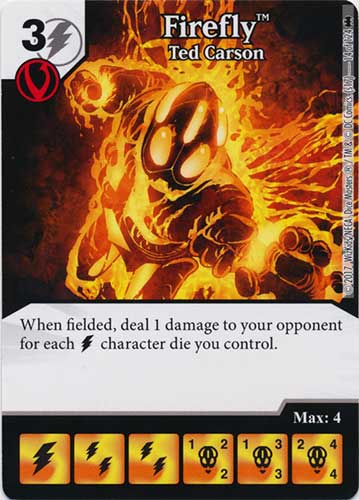 3
Firefly™
Ted Carson
When fielded, deal 1 damage to your opponent
for each character die you control.
Max: 4
1 2 2
1 3 3
2 4 4